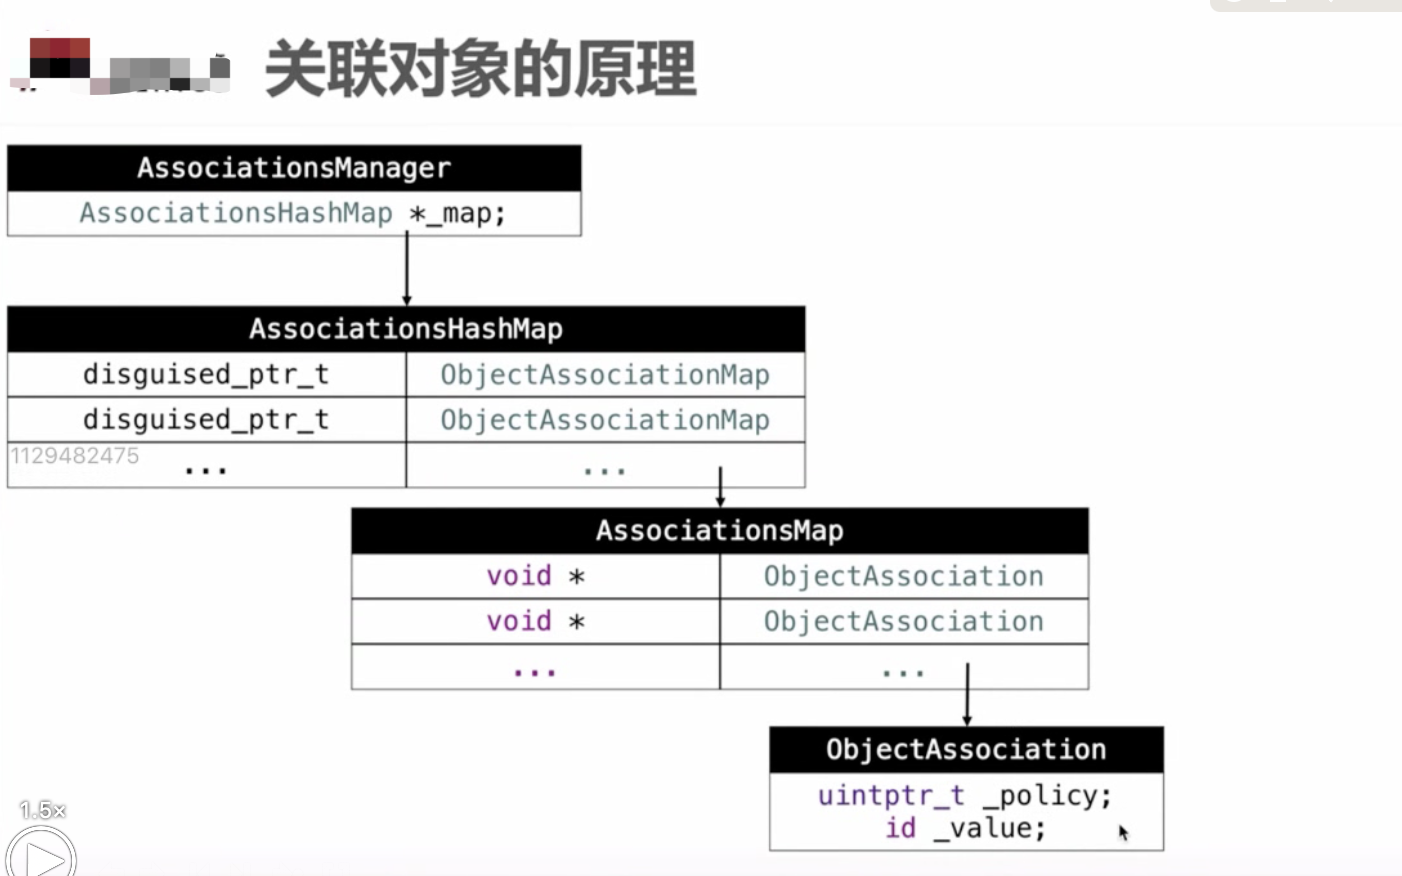 关联对象的原理
AssociationsManager
AssociationsHashMap *_map;
AssociationsHashMap
disguised_ptr_t ObjectAssociationMap
disguised_ptr_t ObjectAssociationMap
1129482475
... ...
AssociationsMap
void * ObjectAssociation
void * ObjectAssociation
... ...
ObjectAssociation
uintptr_t _policy;
id _value;
1.5×